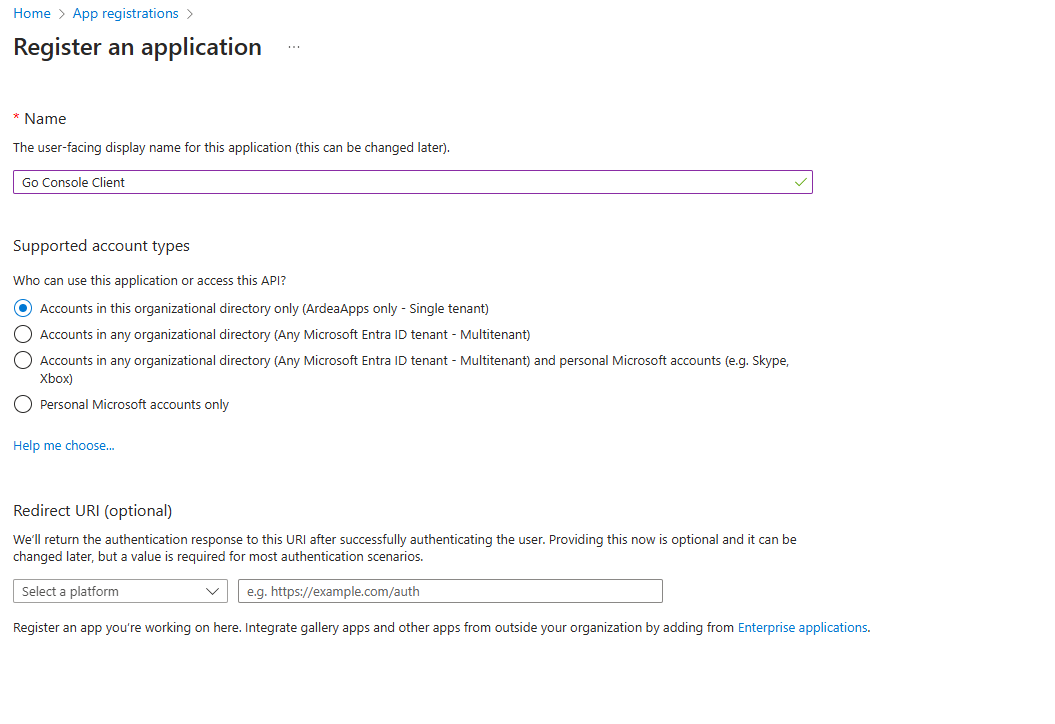 Home > App registrations >
Register an application ...
* Name
The user-facing display name for this application (this can be changed later).
Go Console Client
Supported account types
Who can use this application or access this API?
Accounts in this organizational directory only (ArdeaApps only - Single tenant)
Accounts in any organizational directory (Any Microsoft Entra ID tenant - Multitenant)
Accounts in any organizational directory (Any Microsoft Entra ID tenant - Multitenant) and personal Microsoft accounts (e.g. Skype,
Xbox)
Personal Microsoft accounts only
Help me choose...
Redirect URI (optional)
We'll return the authentication response to this URI after successfully authenticating the user. Providing this now is optional and it can be
changed later, but a value is required for most authentication scenarios.
Select a platform e.g. https://example.com/auth
Register an app you're working on here. Integrate gallery apps and other apps from outside your organization by adding from Enterprise applications.